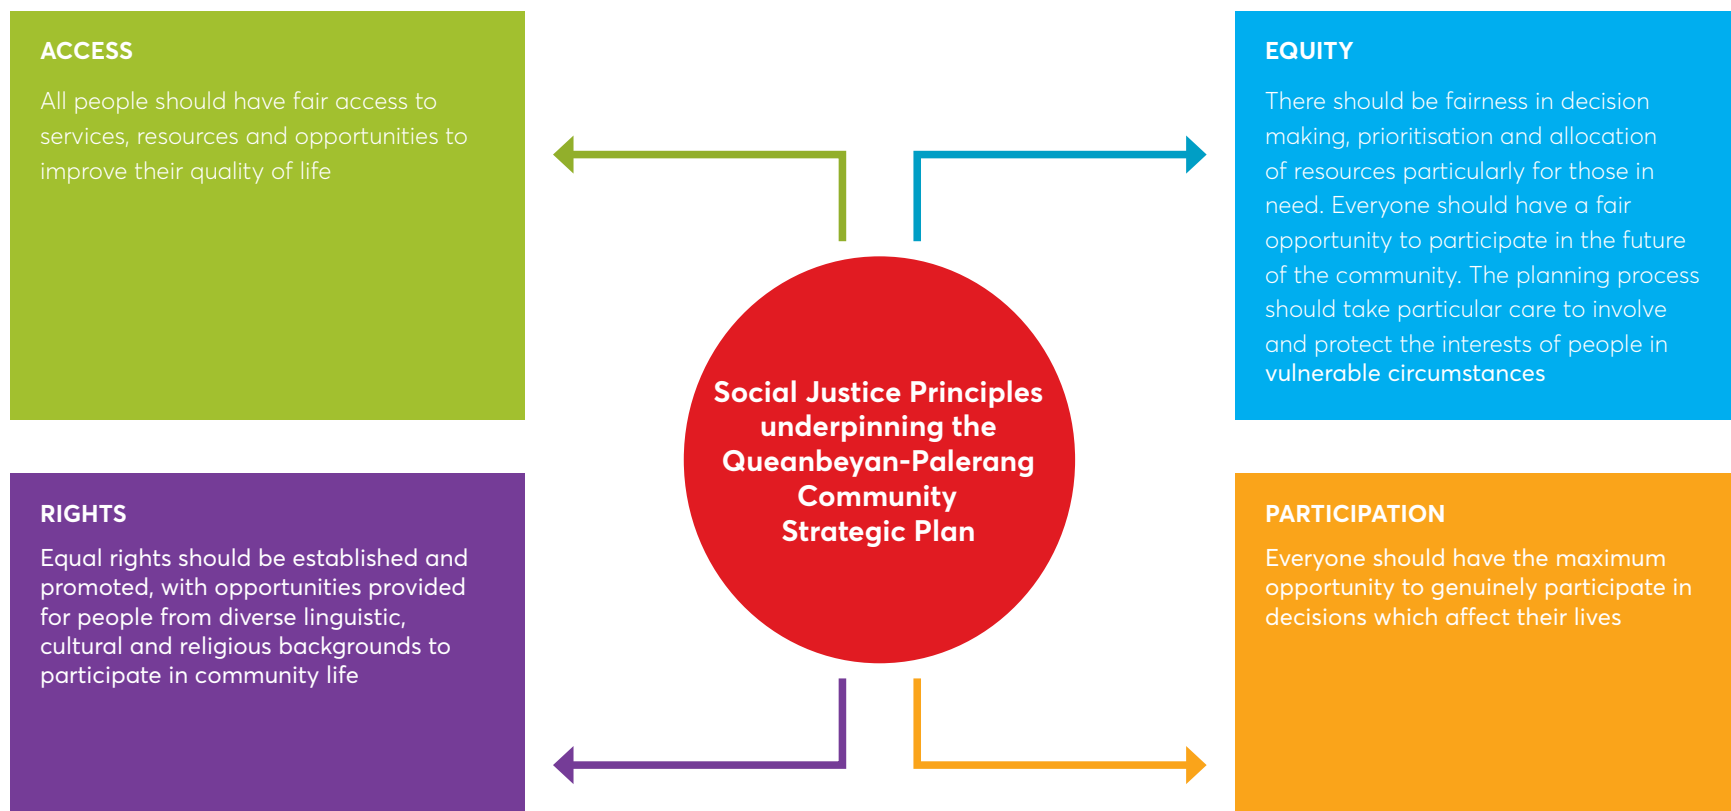 ACCESS
All people should have fair access to
services, resources and opportunities to
improve their quality of life
EQUITY
There should be fairness in decision
making, prioritisation and allocation
of resources particularly for those in
need. Everyone should have a fair
opportunity to participate in the future
of the community. The planning process
should take particular care to involve
and protect the interests of people in
vulnerable circumstances
Social Justice Principles
underpinning the
Queanbeyan-Palerang
Community
Strategic Plan
RIGHTS
Equal rights should be established and
promoted, with opportunities provided
for people from diverse linguistic,
cultural and religious backgrounds to
participate in community life
PARTICIPATION
Everyone should have the maximum
opportunity to genuinely participate in
decisions which affect their lives